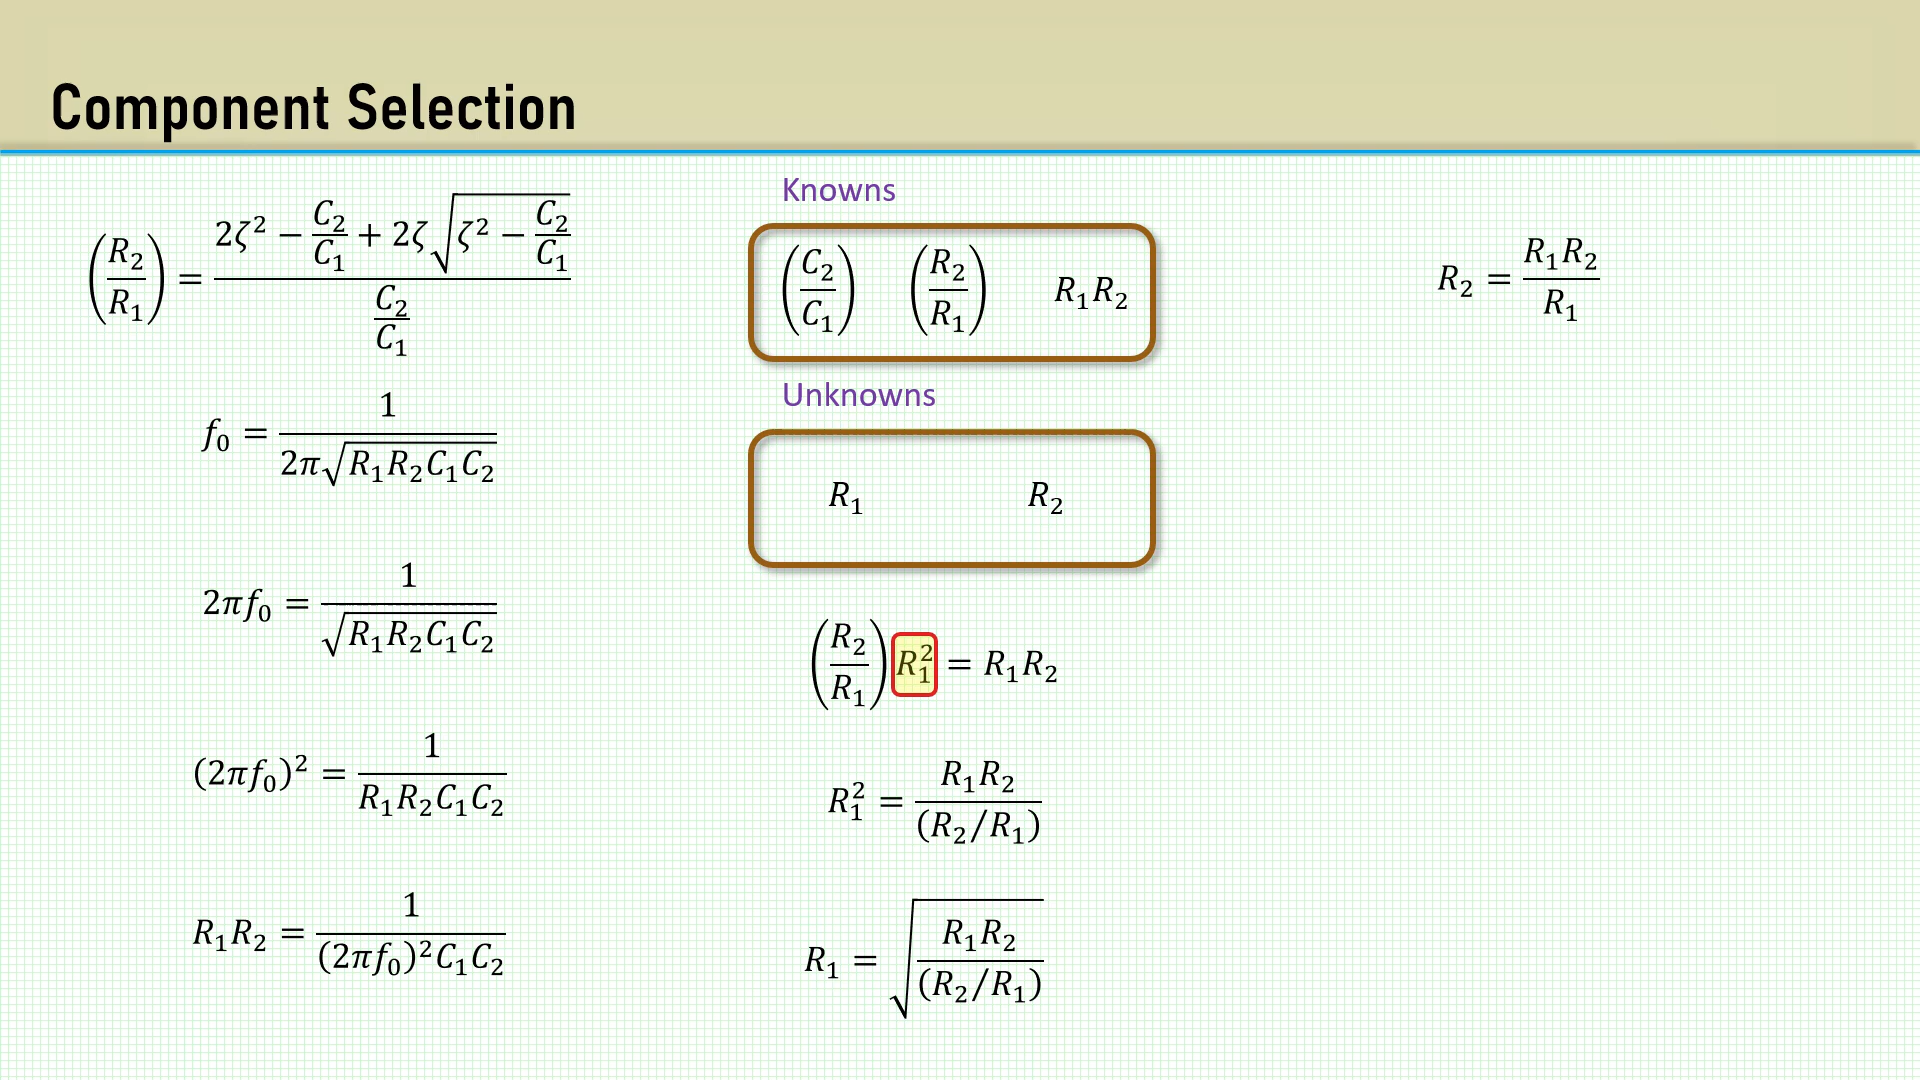 Component Selection
(R₂/R₁) = (2ζ² − C₂/C₁ + 2ζ√(ζ² − C₂/C₁)) / (C₂/C₁)
f₀ = 1 / (2π√(R₁R₂C₁C₂))
2πf₀ = 1 / √(R₁R₂C₁C₂)
(2πf₀)² = 1 / (R₁R₂C₁C₂)
R₁R₂ = 1 / ((2πf₀)²C₁C₂)
Knowns
(C₂/C₁) (R₂/R₁) R₁R₂
Unknowns
R₁ R₂
(R₂/R₁) R₁² = R₁R₂
R₁² = R₁R₂ / (R₂/R₁)
R₁ = √(R₁R₂ / (R₂/R₁))
R₂ = R₁R₂ / R₁